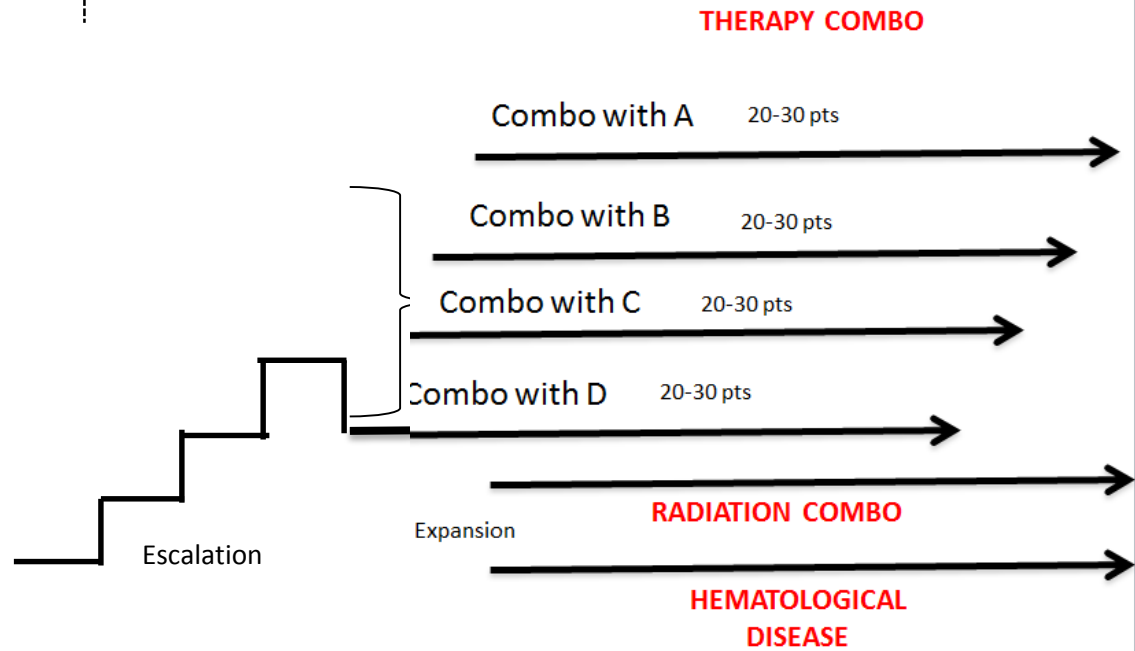 THERAPY COMBO
Combo with A 20-30 pts
Combo with B 20-30 pts
Combo with C 20-30 pts
Combo with D 20-30 pts
RADIATION COMBO
Expansion
Escalation
HEMATOLOGICAL
DISEASE